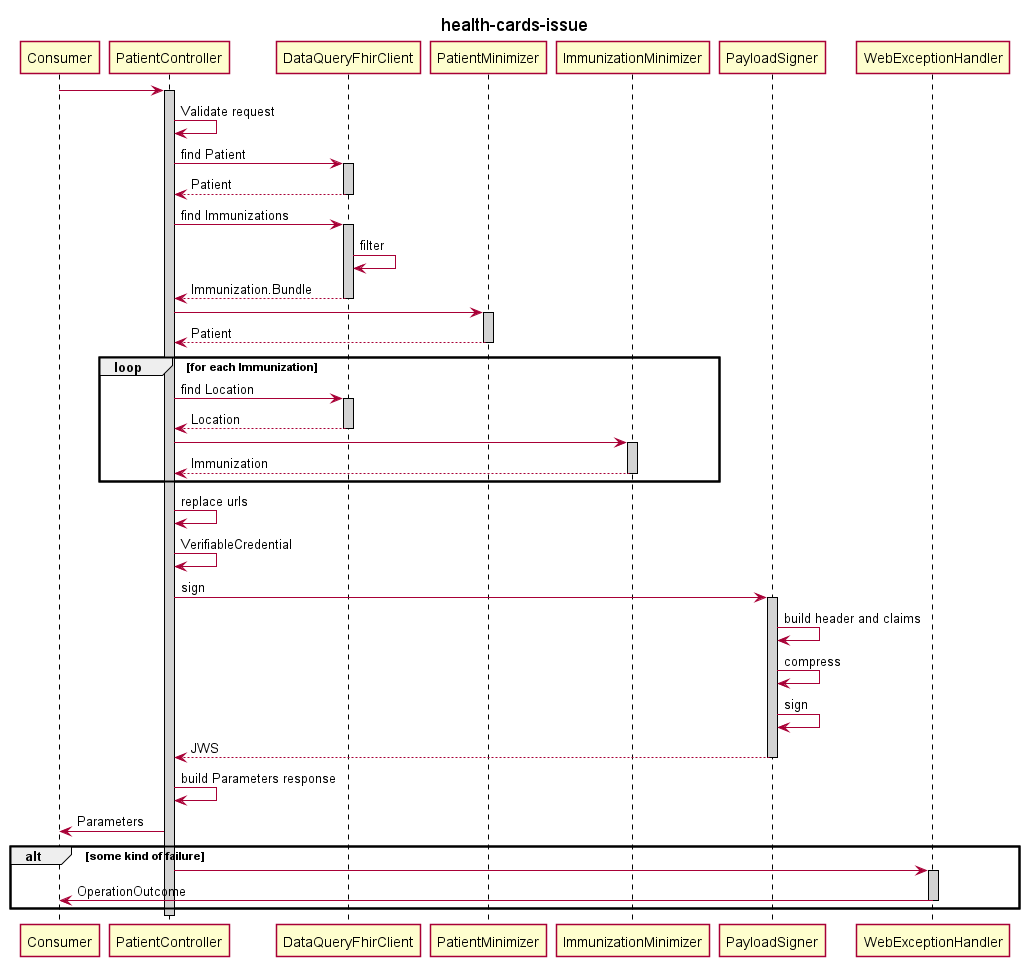 health-cards-issue
Consumer PatientController DataQueryFhirClient PatientMinimizer ImmunizationMinimizer PayloadSigner WebExceptionHandler
Validate request
find Patient
Patient
find Immunizations
filter
Immunization.Bundle
Patient
loop [for each Immunization]
find Location
Location
Immunization
replace urls
VerifiableCredential
sign
build header and claims
compress
sign
JWS
build Parameters response
Parameters
alt [some kind of failure]
OperationOutcome
Consumer PatientController DataQueryFhirClient PatientMinimizer ImmunizationMinimizer PayloadSigner WebExceptionHandler